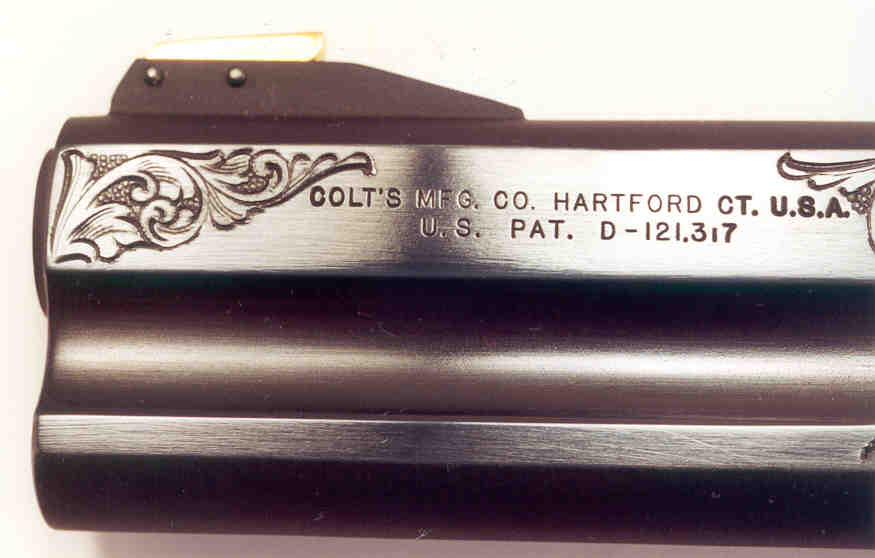 COLT'S MFG. CO. HARTFORD CT. U.S.A.
U.S. PAT. D-121.317